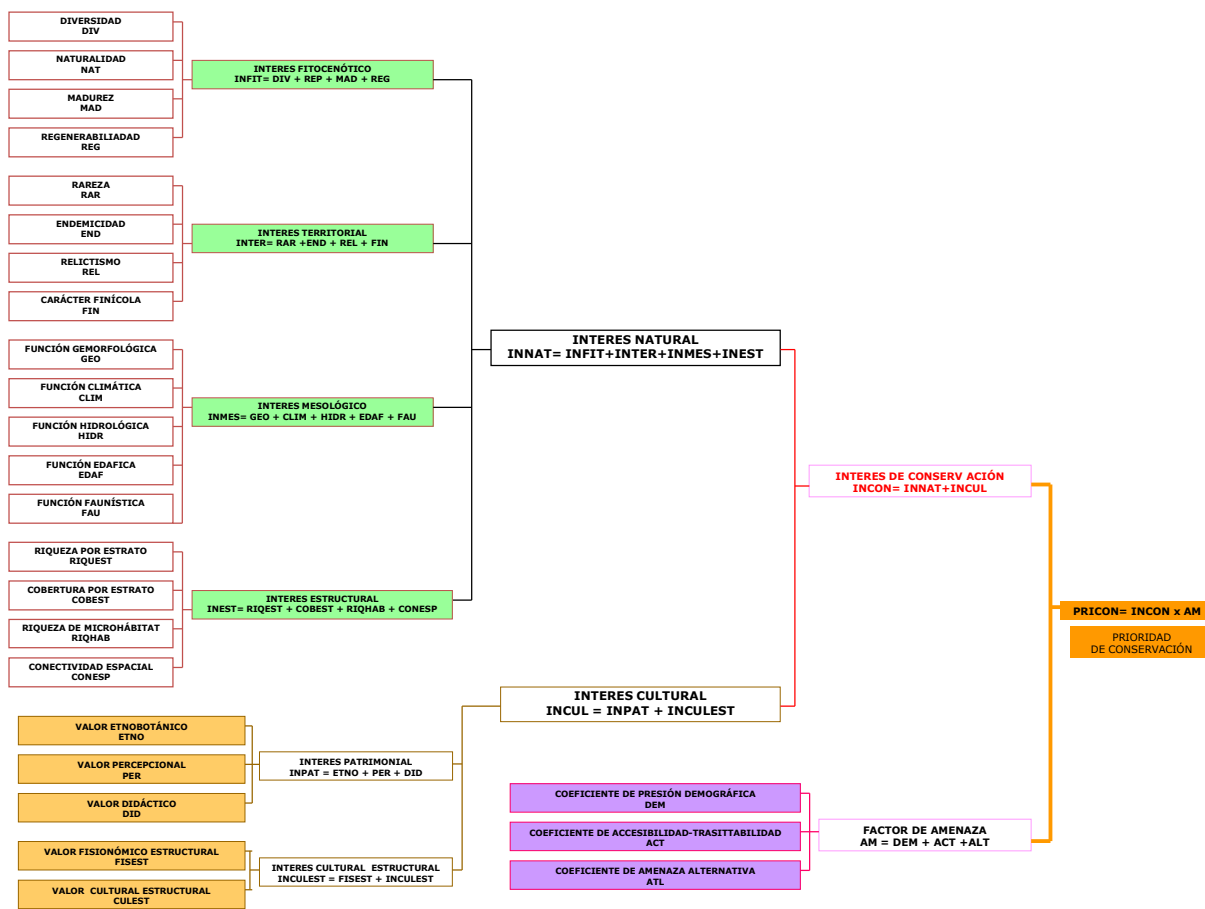 DIVERSIDAD
DIV
NATURALIDAD
NAT
MADUREZ
MAD
REGENERABILIADAD
REG
INTERES FITOCENÓTICO
INFIT= DIV + REP + MAD + REG
RAREZA
RAR
ENDEMICIDAD
END
RELICTISMO
REL
CARÁCTER FINÍCOLA
FIN
INTERES TERRITORIAL
INTER= RAR +END + REL + FIN
FUNCIÓN GEMORFOLÓGICA
GEO
FUNCIÓN CLIMÁTICA
CLIM
FUNCIÓN HIDROLÓGICA
HIDR
FUNCIÓN EDAFICA
EDAF
FUNCIÓN FAUNÍSTICA
FAU
INTERES MESOLÓGICO
INMES= GEO + CLIM + HIDR + EDAF + FAU
RIQUEZA POR ESTRATO
RIQUEST
COBERTURA POR ESTRATO
COBEST
RIQUEZA DE MICROHÁBITAT
RIQHAB
CONECTIVIDAD ESPACIAL
CONESP
INTERES ESTRUCTURAL
INEST= RIQEST + COBEST + RIQHAB + CONESP
INTERES NATURAL
INNAT= INFIT+INTER+INMES+INEST
VALOR ETNOBOTÁNICO
ETNO
VALOR PERCEPCIONAL
PER
VALOR DIDÁCTICO
DID
INTERES PATRIMONIAL
INPAT = ETNO + PER + DID
VALOR FISIONÓMICO ESTRUCTURAL
FISEST
VALOR CULTURAL ESTRUCTURAL
CULEST
INTERES CULTURAL ESTRUCTURAL
INCULEST = FISEST + INCULEST
INTERES CULTURAL
INCUL = INPAT + INCULEST
INTERES DE CONSERV ACIÓN
INCON= INNAT+INCUL
COEFICIENTE DE PRESIÓN DEMOGRÁFICA
DEM
COEFICIENTE DE ACCESIBILIDAD-TRASITTABILIDAD
ACT
COEFICIENTE DE AMENAZA ALTERNATIVA
ATL
FACTOR DE AMENAZA
AM = DEM + ACT +ALT
PRICON= INCON x AM
PRIORIDAD
DE CONSERVACIÓN